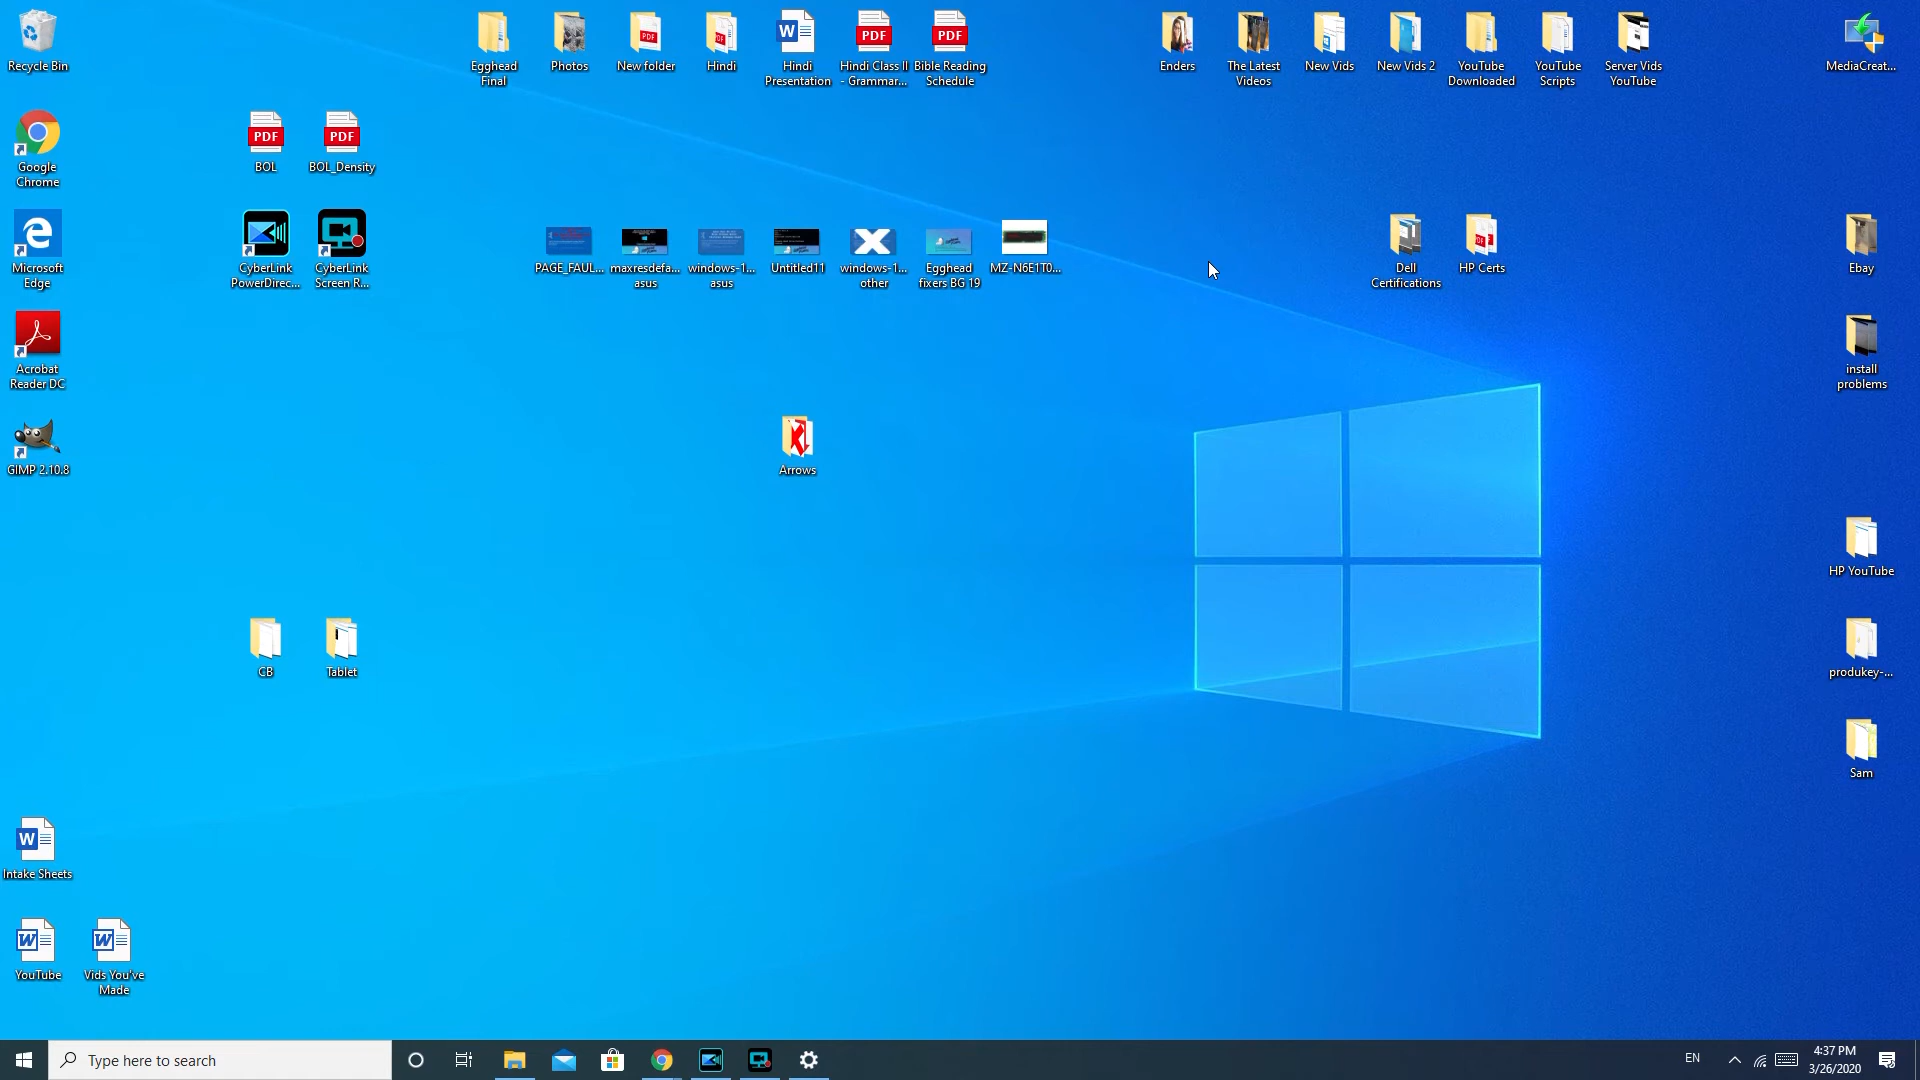 Recycle Bin
Egghead
Final
Photos
New folder
Hindi
Hindi
Presentation
Hindi Class II
- Grammar...
Bible Reading
Schedule
Enders
The Latest
Videos
New Vids
New Vids 2
YouTube
Downloaded
YouTube
Scripts
Server Vids
YouTube
MediaCreat...
W
PDF
PDF
Google
Chrome
PDF
BOL
PDF
BOL_Density
Microsoft
Edge
CyberLink
PowerDirec...
CyberLink
Screen R...
PAGE_FAUL...
maxresdefa...
asus
windows-1...
asus
Untitled11
windows-1...
other
Egghead
fixers BG 19
MZ-N6E1T0...
Dell
Certifications
HP Certs
Ebay
Acrobat
Reader DC
install
problems
GIMP 2.10.8
Arrows
HP YouTube
CB
Tablet
produkey-...
Sam
W
Intake Sheets
W
YouTube
W
Vids You've
Made
Type here to search
EN
4:37 PM
3/26/2020